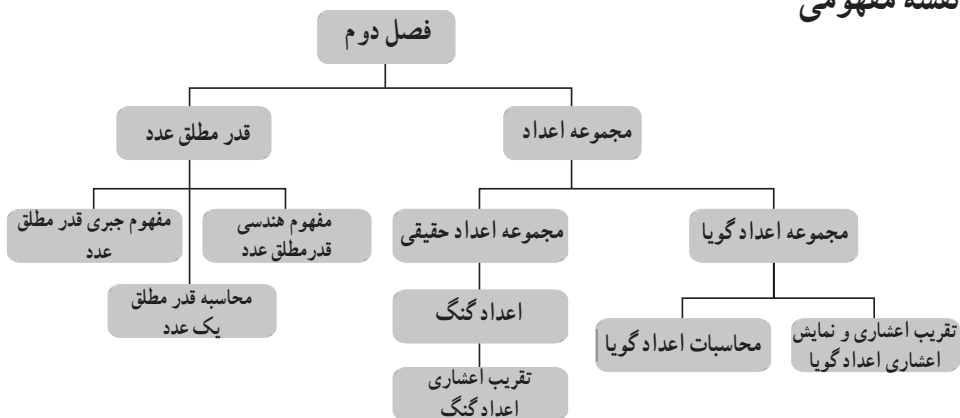 نقشه مفهومی
فصل دوم
مجموعه اعداد
قدر مطلق عدد
مجموعه اعداد گویا
مجموعه اعداد حقیقی
مفهوم هندسی
قدرمطلق عدد
مفهوم جبری قدر مطلق
عدد
تقریب اعشاری و نمایش
اعشاری اعداد گویا
محاسبات اعداد گویا
اعداد گنگ
محاسبه قدر مطلق
یک عدد
تقریب اعشاری
اعداد گنگ